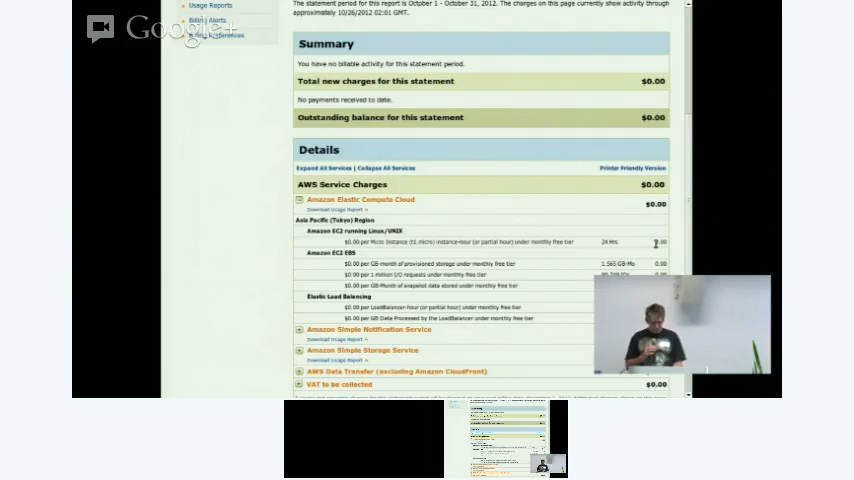 Usage Reports
the statement period for this report is October 1 - October 31, 2012. The charges on this page currently show activity through
approximately 10/26/2012 02:01 GMT.
Billing Alerts
Billing Preferences
Google+
Summary
You have no billable activity for this statement period.
Total new charges for this statement $0.00
No payments received to date.
Outstanding balance for this statement $0.00
Details
Expand All Services | Collapse All Services Printer Friendly Version
AWS Service Charges $0.00
Amazon Elastic Compute Cloud $0.00
Download Usage Report »
Asia Pacific (Tokyo) Region
Amazon EC2 running Linux/UNIX
$0.00 per Micro Instance (t1.micro) instance-hour (or partial hour) under monthly free tier 24 Hrs 0.00
Amazon EC2 EBS
$0.00 per GB-month of provisioned storage under monthly free tier 1.565 GB-Mo 0.00
$0.00 per 1 million I/O requests under monthly free tier 0.00
$0.00 per GB-Month of snapshot data stored under monthly free tier
Elastic Load Balancing
$0.00 per LoadBalancer-hour (or partial hour) under monthly free tier
$0.00 per GB Data Processed by the LoadBalancer under monthly free tier
Amazon Simple Notification Service
Download Usage Report »
Amazon Simple Storage Service
Download Usage Report »
AWS Data Transfer (excluding Amazon CloudFront)
VAT to be collected $0.00